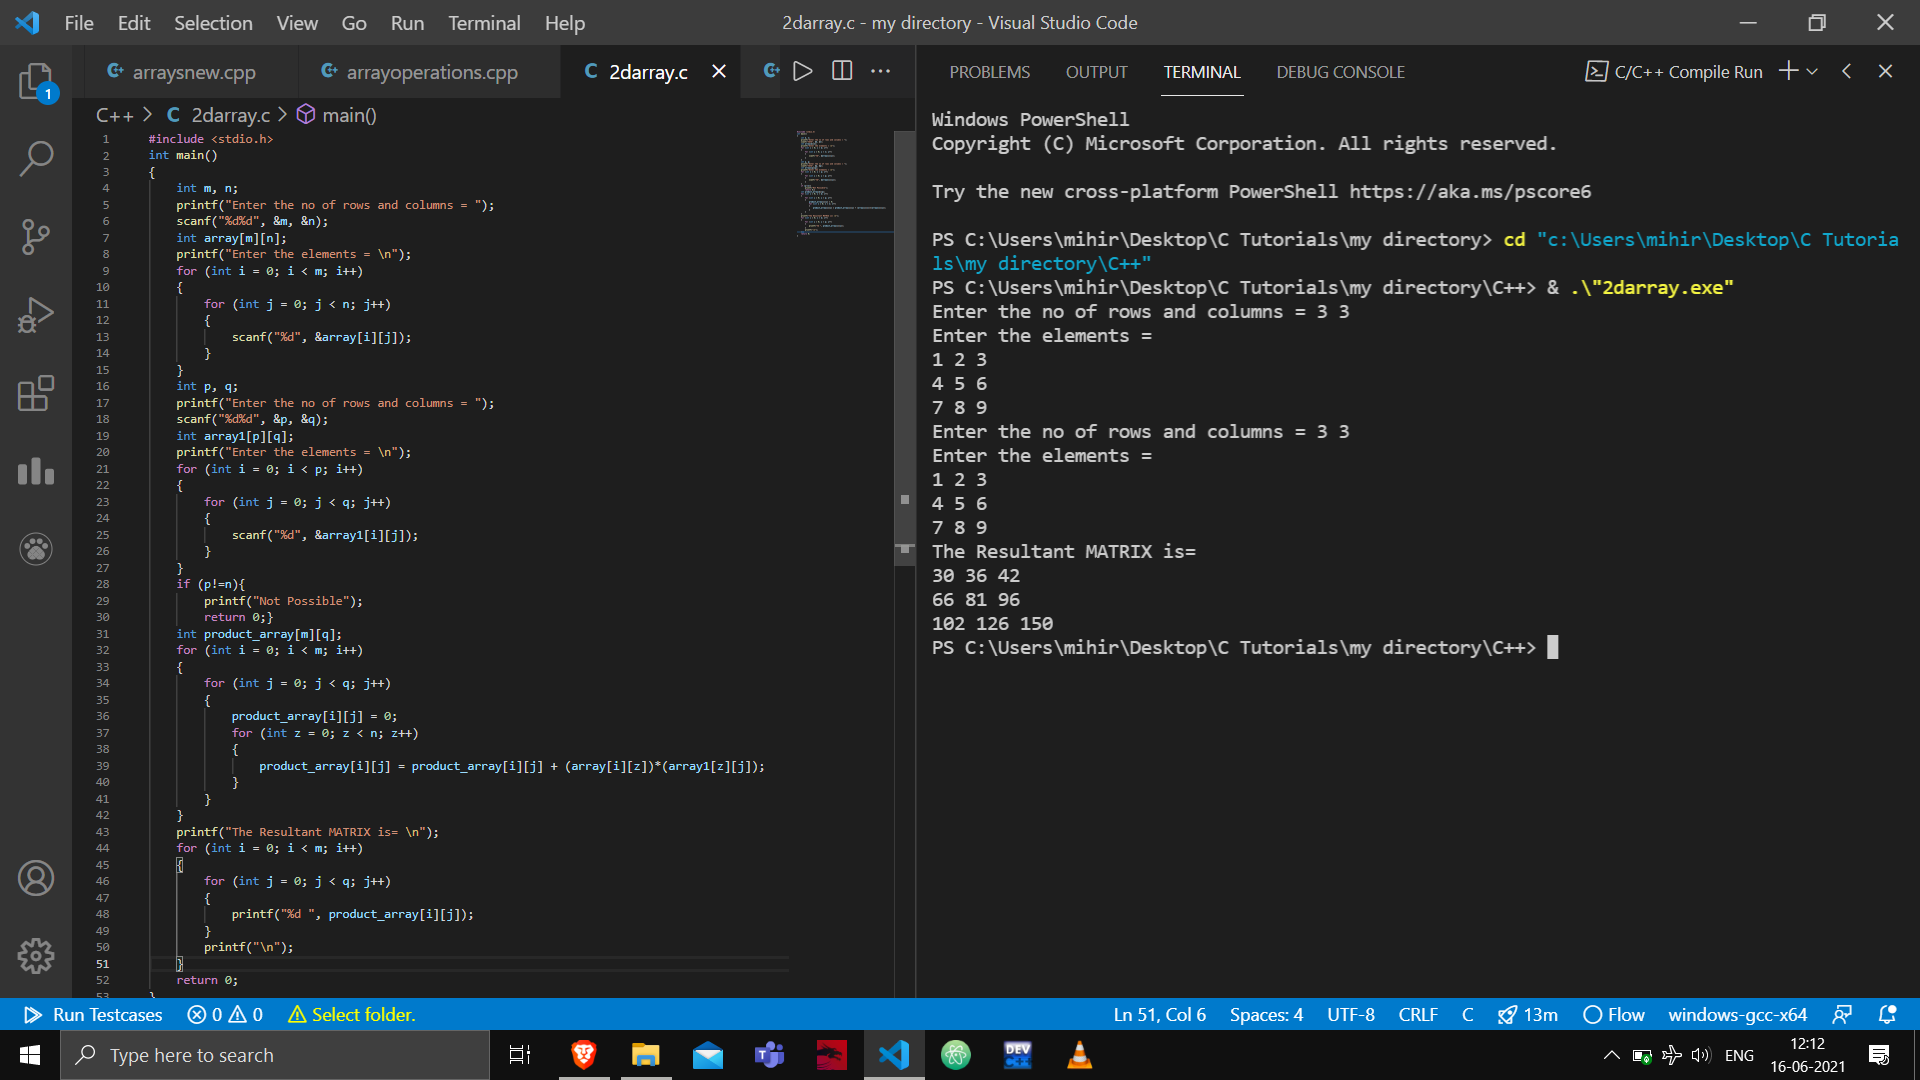 File Edit Selection View Go Run Terminal Help
2darray.c - my directory - Visual Studio Code
arraysnew.cpp
arrayoperations.cpp
2darray.c
C++ > C 2darray.c > main()
1 #include <stdio.h>
2 int main()
3 {
4 int m, n;
5 printf("Enter the no of rows and columns = ");
6 scanf("%d%d", &m, &n);
7 int array[m][n];
8 printf("Enter the elements = \n");
9 for (int i = 0; i < m; i++)
10 {
11 for (int j = 0; j < n; j++)
12 {
13 scanf("%d", &array[i][j]);
14 }
15 }
16 int p, q;
17 printf("Enter the no of rows and columns = ");
18 scanf("%d%d", &p, &q);
19 int array1[p][q];
20 printf("Enter the elements = \n");
21 for (int i = 0; i < p; i++)
22 {
23 for (int j = 0; j < q; j++)
24 {
25 scanf("%d", &array1[i][j]);
26 }
27 }
28 if (p!=n){
29 printf("Not Possible");
30 return 0;}
31 int product_array[m][q];
32 for (int i = 0; i < m; i++)
33 {
34 for (int j = 0; j < q; j++)
35 {
36 product_array[i][j] = 0;
37 for (int z = 0; z < n; z++)
38 {
39 product_array[i][j] = product_array[i][j] + (array[i][z])*(array1[z][j]);
40 }
41 }
42 }
43 printf("The Resultant MATRIX is= \n");
44 for (int i = 0; i < m; i++)
45 {
46 for (int j = 0; j < q; j++)
47 {
48 printf("%d ", product_array[i][j]);
49 }
50 printf("\n");
51 }
52 return 0;
53 }
PROBLEMS OUTPUT TERMINAL DEBUG CONSOLE
C/C++ Compile Run
Windows PowerShell
Copyright (C) Microsoft Corporation. All rights reserved.
Try the new cross-platform PowerShell https://aka.ms/pscore6
PS C:\Users\mihir\Desktop\C Tutorials\my directory> cd "c:\Users\mihir\Desktop\C Tutoria
ls\my directory\C++"
PS C:\Users\mihir\Desktop\C Tutorials\my directory\C++> & .\"2darray.exe"
Enter the no of rows and columns = 3 3
Enter the elements =
1 2 3
4 5 6
7 8 9
Enter the no of rows and columns = 3 3
Enter the elements =
1 2 3
4 5 6
7 8 9
The Resultant MATRIX is=
30 36 42
66 81 96
102 126 150
PS C:\Users\mihir\Desktop\C Tutorials\my directory\C++>
1
Run Testcases 0 0 Select folder.
Ln 51, Col 6 Spaces: 4 UTF-8 CRLF C 13m Flow windows-gcc-x64
Type here to search
DEV C++
ENG
12:12
16-06-2021